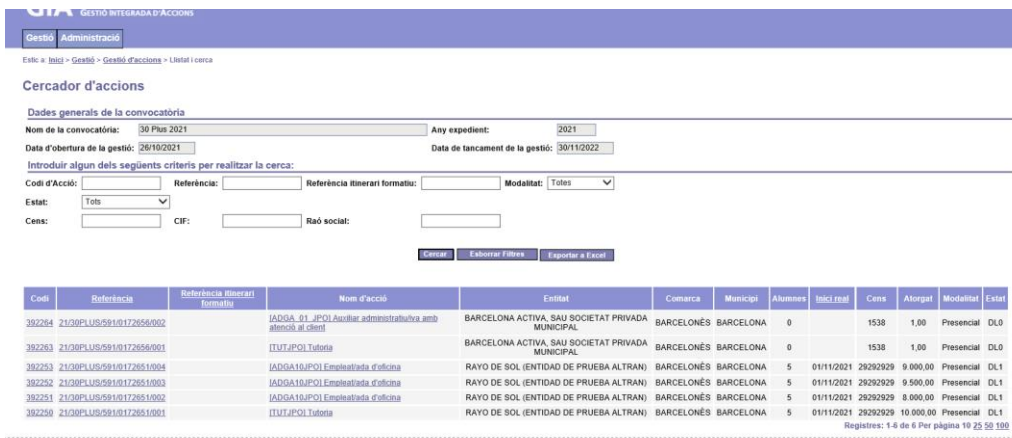 GIA GESTIÓ INTEGRADA D'ACCIONS
Gestió Administració
Estic a: Inici > Gestió > Gestió d'accions > Llistat i cerca
Cercador d'accions
Dades generals de la convocatòria
Nom de la convocatòria: 30 Plus 2021 Any expedient: 2021
Data d'obertura de la gestió: 26/10/2021 Data de tancament de la gestió: 30/11/2022
Introduir algun dels següents criteris per realitzar la cerca:
Codi d'Acció: Referència: Referència itinerari formatiu: Modalitat: Totes
Estat: Tots
Cens: CIF: Raó social:
Cercar Esborrar Filtres Exportar a Excel
Codi Referència Referència itinerari formatiu Nom d'acció Entitat Comarca Municipi Alumnes Inici real Cens Atorgat Modalitat Estat
392264 21/30PLUS/591/0172656/002 [ADGA_01_JPO] Auxiliar administratiu/iva amb atenció al client BARCELONA ACTIVA, SAU SOCIETAT PRIVADA MUNICIPAL BARCELONÈS BARCELONA 0 1538 1,00 Presencial DL0
392263 21/30PLUS/591/0172656/001 [TUTJPO] Tutoria BARCELONA ACTIVA, SAU SOCIETAT PRIVADA MUNICIPAL BARCELONÈS BARCELONA 0 1538 1,00 Presencial DL0
392253 21/30PLUS/591/0172651/004 [ADGA10JPO] Empleat/ada d'oficina RAYO DE SOL (ENTIDAD DE PRUEBA ALTRAN) BARCELONÈS BARCELONA 5 01/11/2021 29292929 9.000,00 Presencial DL1
392252 21/30PLUS/591/0172651/003 [ADGA10JPO] Empleat/ada d'oficina RAYO DE SOL (ENTIDAD DE PRUEBA ALTRAN) BARCELONÈS BARCELONA 5 01/11/2021 29292929 9.500,00 Presencial DL1
392251 21/30PLUS/591/0172651/002 [ADGA10JPO] Empleat/ada d'oficina RAYO DE SOL (ENTIDAD DE PRUEBA ALTRAN) BARCELONÈS BARCELONA 5 01/11/2021 29292929 8.000,00 Presencial DL1
392250 21/30PLUS/591/0172651/001 [TUTJPO] Tutoria RAYO DE SOL (ENTIDAD DE PRUEBA ALTRAN) BARCELONÈS BARCELONA 5 01/11/2021 29292929 10.000,00 Presencial DL1
Registres: 1-6 de 6 Per pàgina 10 25 50 100